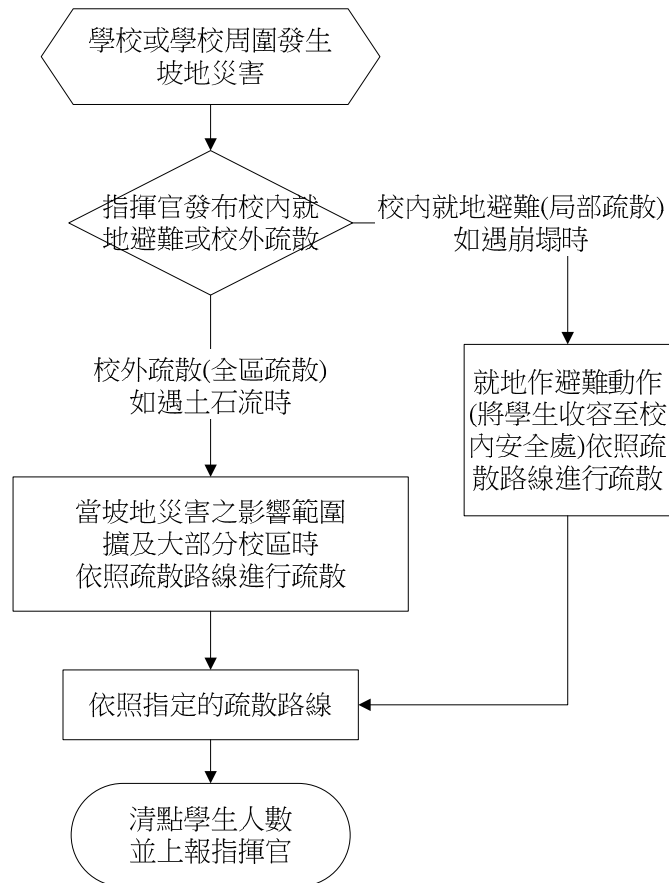 學校或學校周圍發生
坡地災害
指揮官發布校內就
地避難或校外疏散
校內就地避難(局部疏散)
如遇崩塌時
校外疏散(全區疏散)
如遇土石流時
就地作避難動作
(將學生收容至校
內安全處)依照疏
散路線進行疏散
當坡地災害之影響範圍
擴及大部分校區時
依照疏散路線進行疏散
依照指定的疏散路線
清點學生人數
並上報指揮官